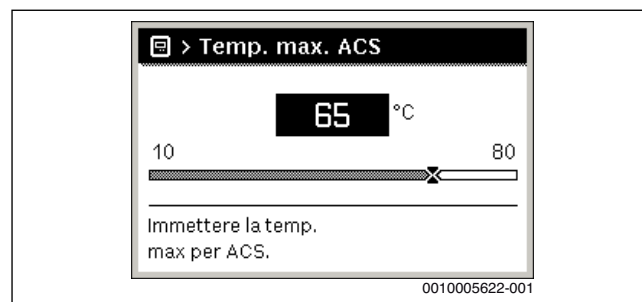 > Temp. max. ACS
65 °C
10 80
Immettere la temp.
max per ACS.
0010005622-001